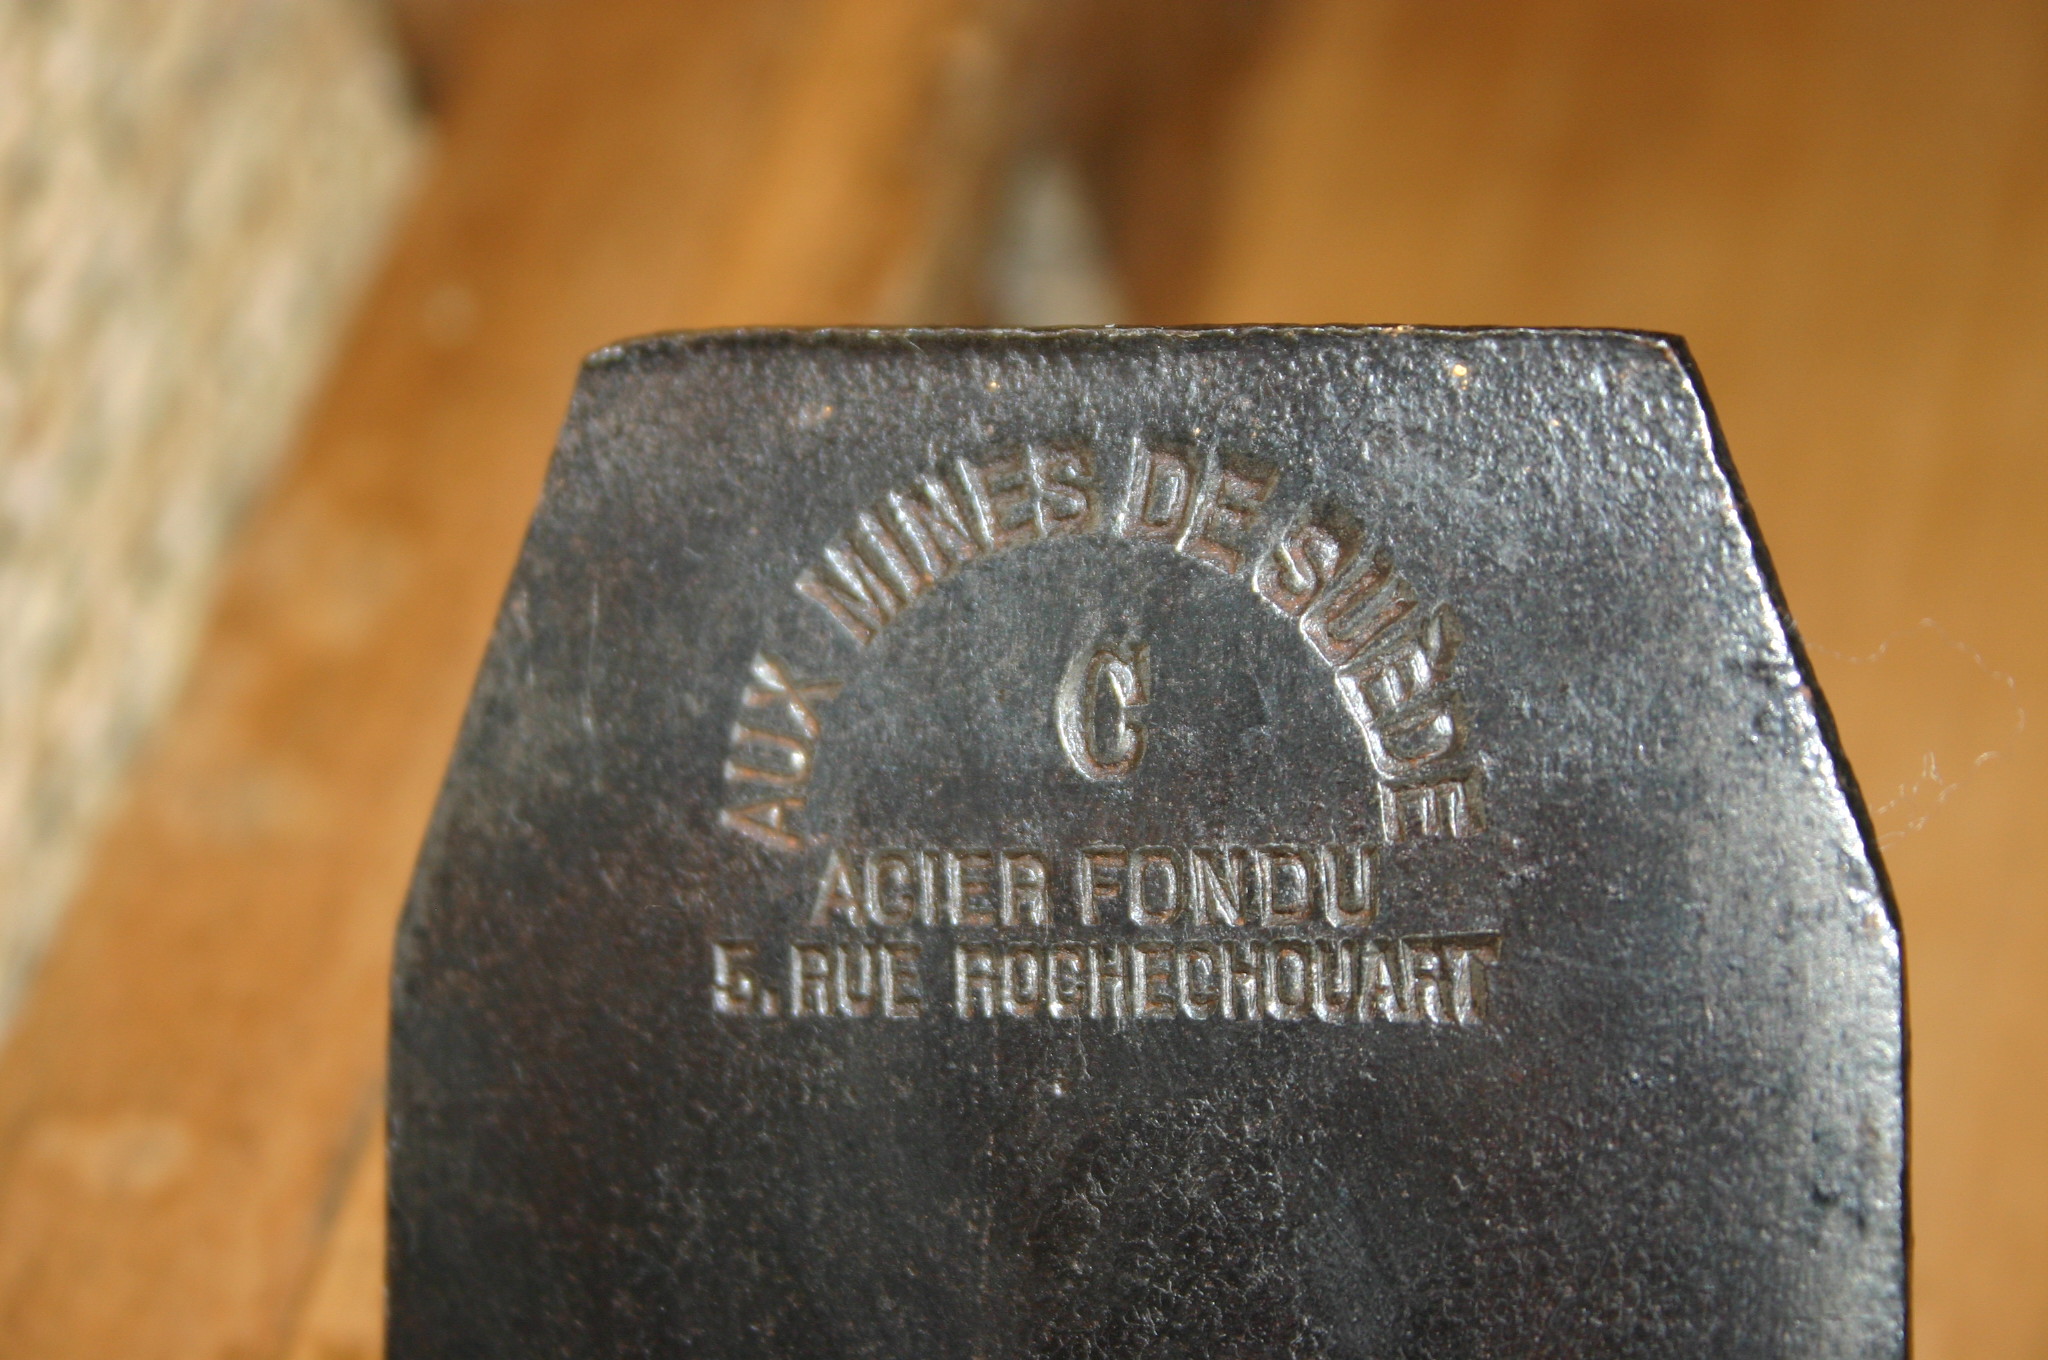 AUX MINES DE SUÈDE
C
ACIER FONDU
5. RUE ROCHECHOUART